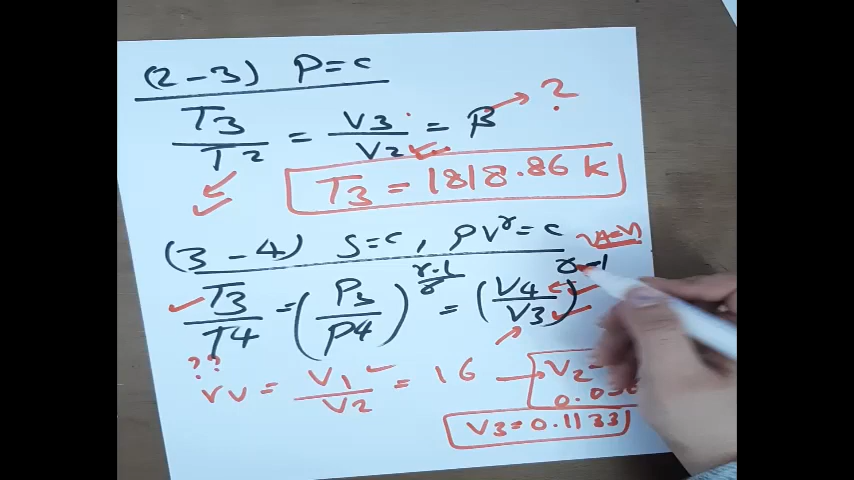 (2-3) P=c
T3/T2 = V3/V2 = β → ?
T3 = 1818.86 K
(3-4) S=c, PV^γ=c V4=V1
T3/T4 = (P3/P4)^(γ-1/γ) = (V4/V3)^(γ-1)
??
rv = V1/V2 = 16 → V2
V3=0.1133